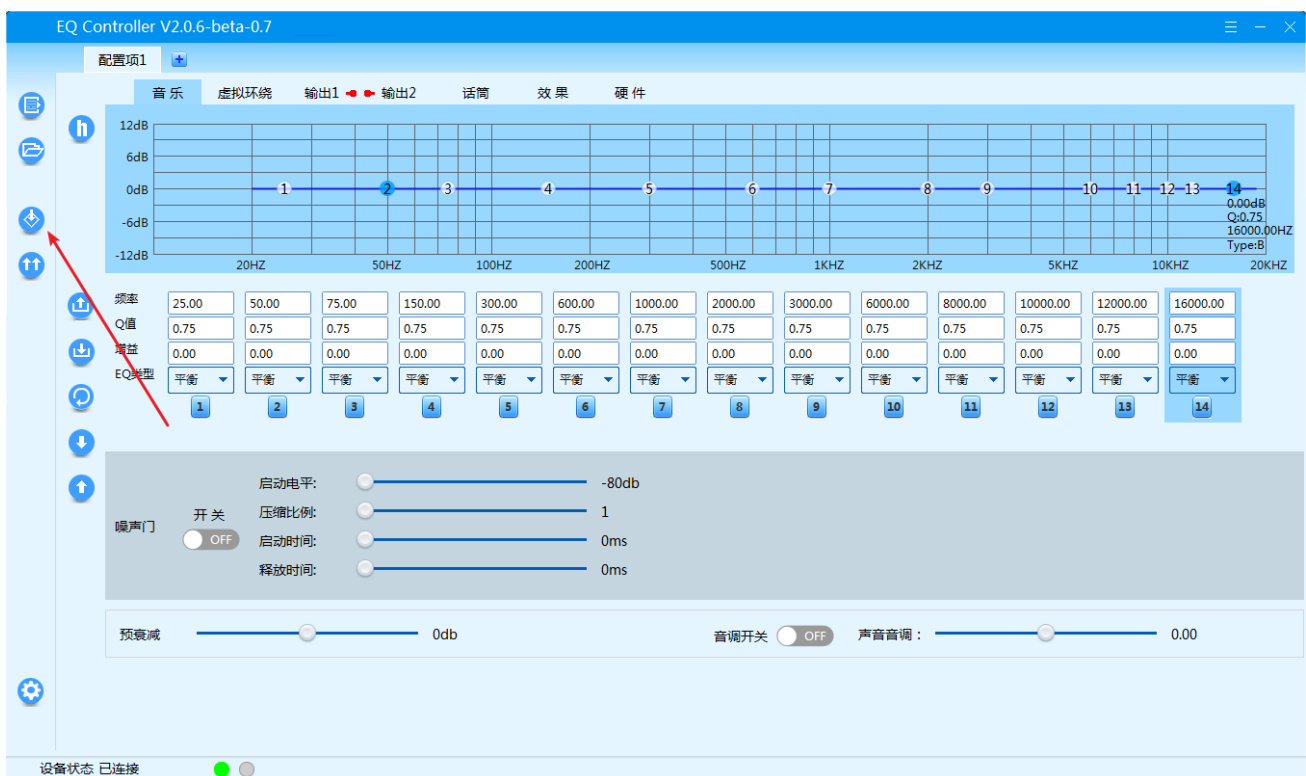 EQ Controller V2.0.6-beta-0.7
配置项1
音乐 虚拟环绕 输出1 输出2 话筒 效果 硬件
h
12dB
6dB
0dB
-6dB
-12dB
1 2 3 4 5 6 7 8 9 10 11 12 13 14
0.00dB
Q:0.75
16000.00HZ
Type:B
20HZ 50HZ 100HZ 200HZ 500HZ 1KHZ 2KHZ 5KHZ 10KHZ 20KHZ
频率 25.00 50.00 75.00 150.00 300.00 600.00 1000.00 2000.00 3000.00 6000.00 8000.00 10000.00 12000.00 16000.00
Q值 0.75 0.75 0.75 0.75 0.75 0.75 0.75 0.75 0.75 0.75 0.75 0.75 0.75 0.75
增益 0.00 0.00 0.00 0.00 0.00 0.00 0.00 0.00 0.00 0.00 0.00 0.00 0.00 0.00
EQ类型 平衡 平衡 平衡 平衡 平衡 平衡 平衡 平衡 平衡 平衡 平衡 平衡 平衡 平衡
1 2 3 4 5 6 7 8 9 10 11 12 13 14
噪声门
开关
OFF
启动电平: -80db
压缩比例: 1
启动时间: 0ms
释放时间: 0ms
预衰减 0db 音调开关 OFF 声音音调： 0.00
设备状态 已连接